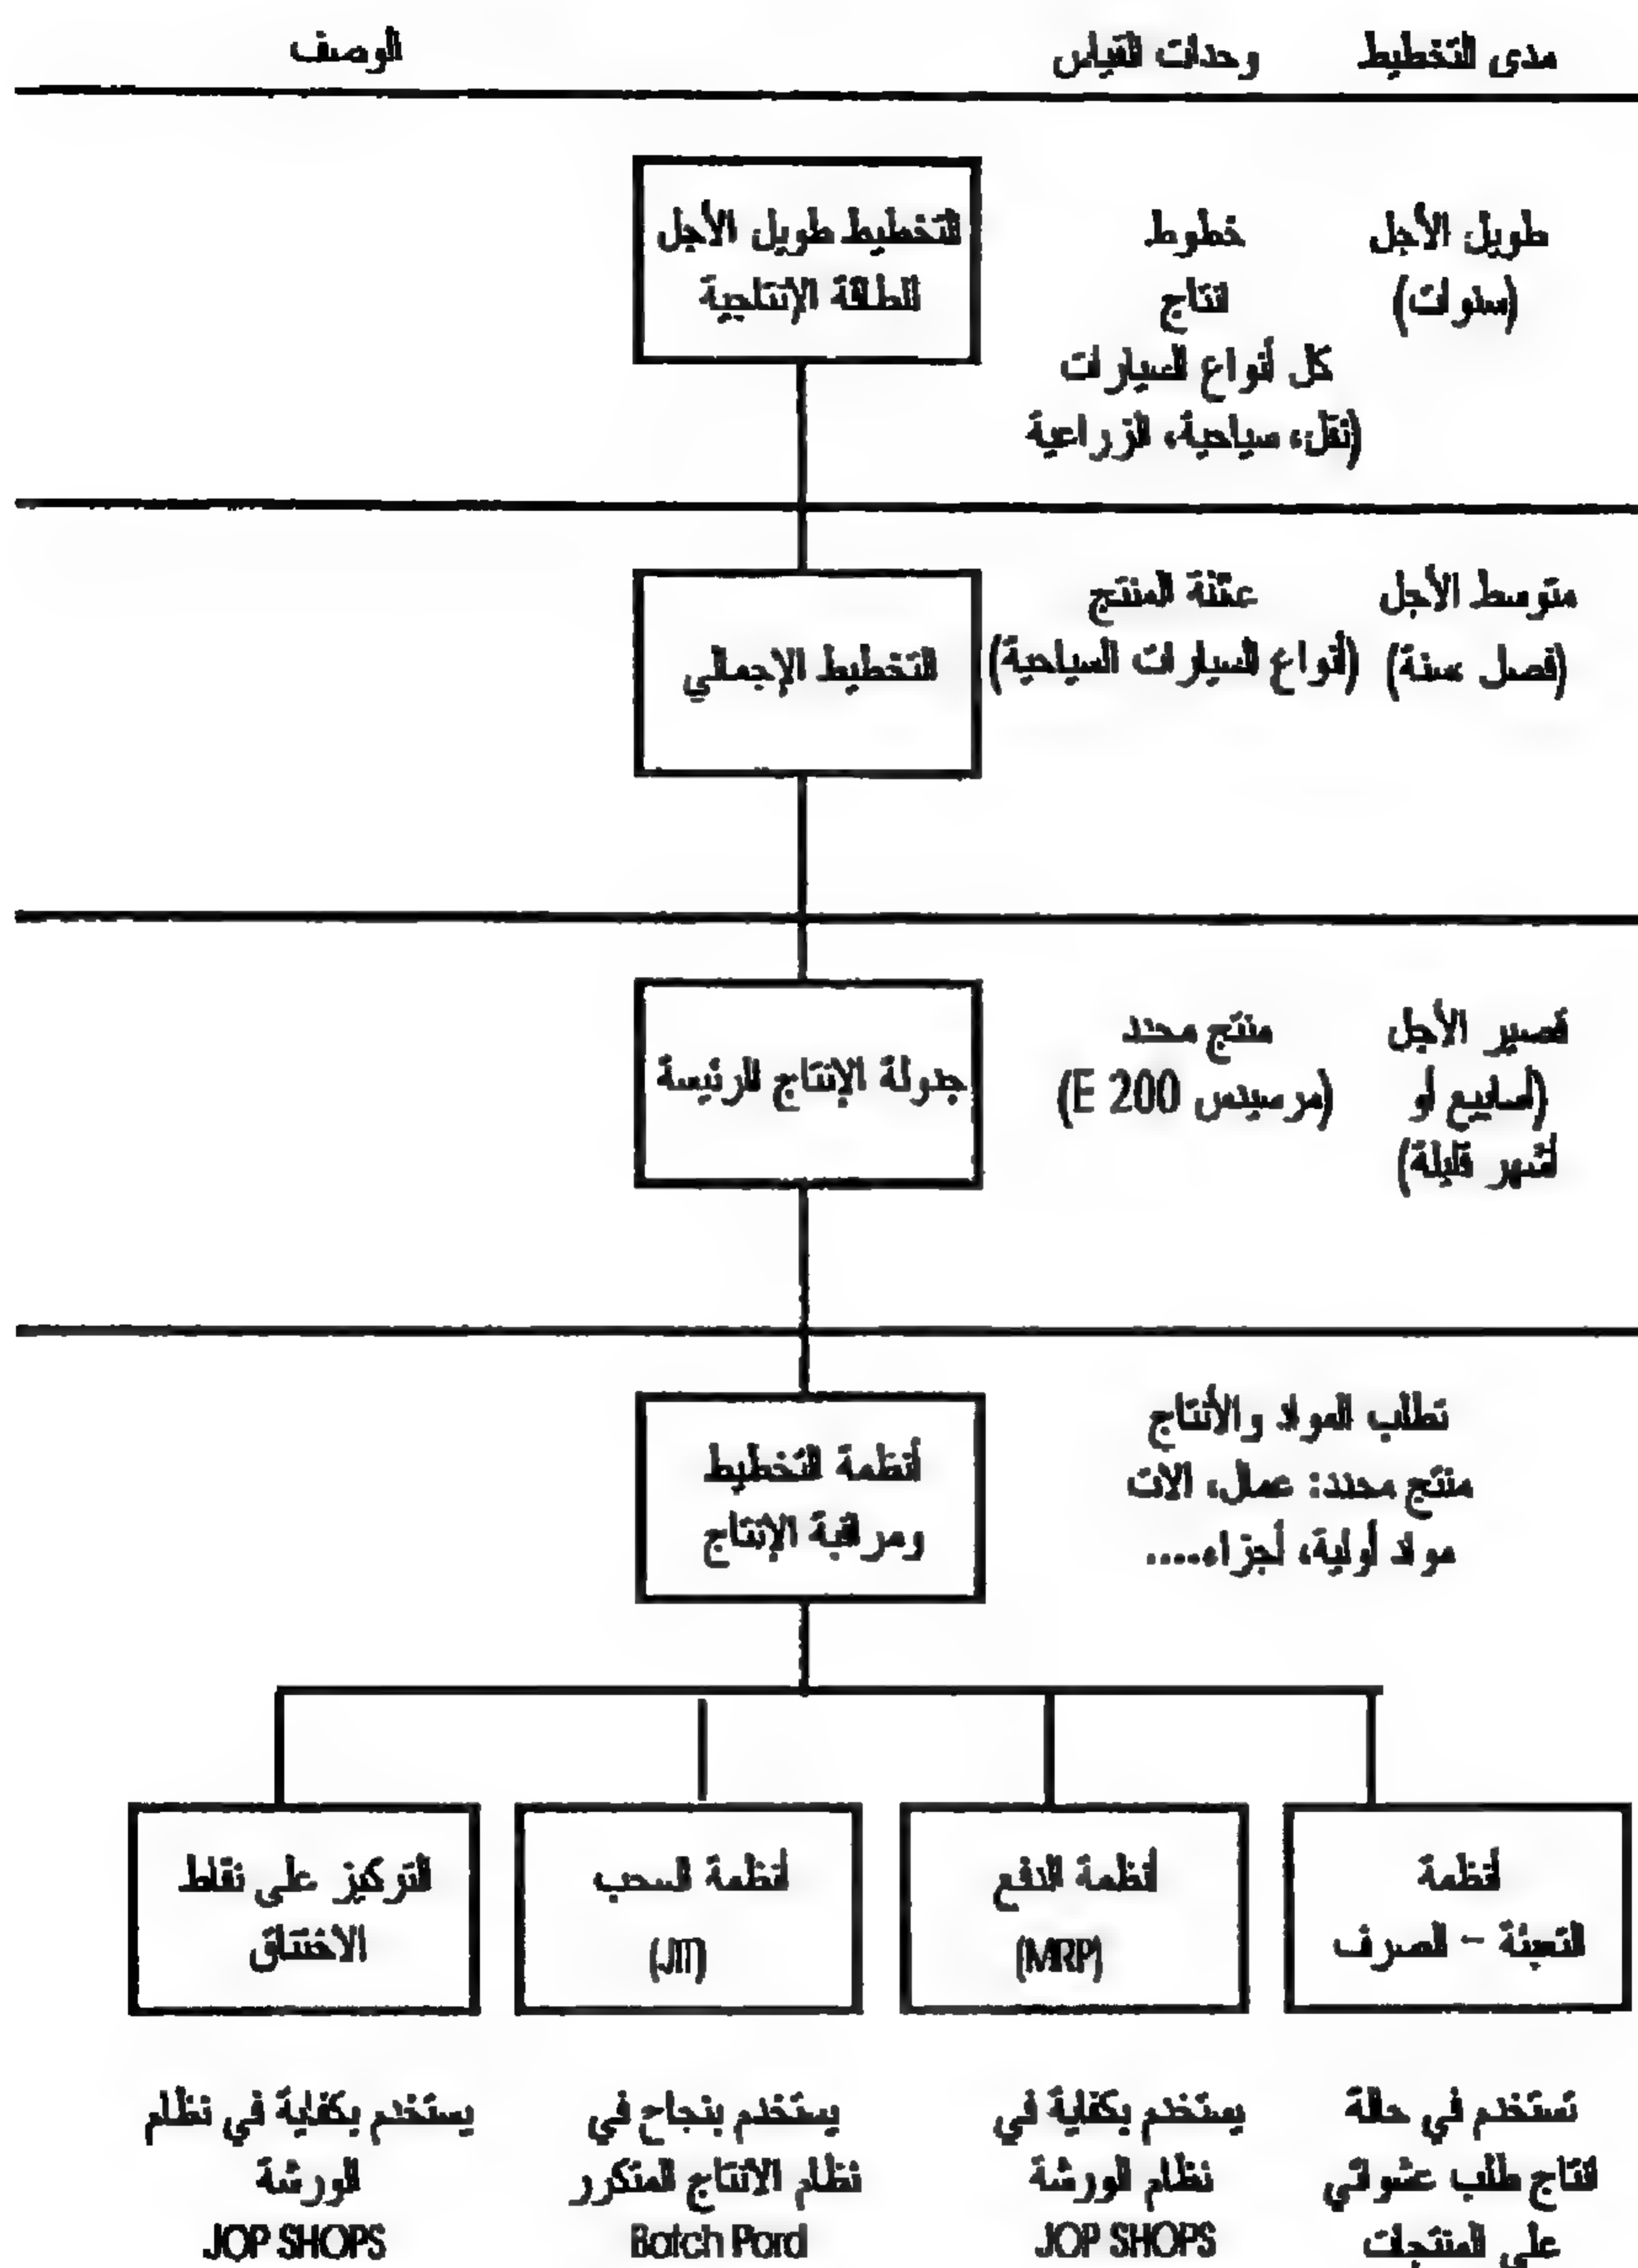 مدى التخطيط وحدات القياس الوصف
التخطيط طويل الأجل
للطاقة الإنتاجية
خطوط
انتاج
كل أنواع السيارات
(نقل، سياحية، الزراعية
طويل الأجل
(سنوات)
متوسط الأجل
(فصل سنة)
عائلة المنتج
(أنواع السيارات السياحية)
التخطيط الإجمالي
قصير الأجل
(أسابيع أو
أشهر قليلة)
منتج محدد
(مرسيدس E 200)
جدولة الإنتاج الرئيسة
تطلب المواد والأنتاج
منتج محدد: عمال، الات
مواد أولية، أجزاء....
أنظمة التخطيط
ومراقبة الإنتاج
أنظمة
التعبئة - الصرف
أنظمة الدفع
(MRP)
أنظمة السحب
(JIT)
التركيز على نقاط
الاختناق
تستخدم في حالة
انتاج طلب عشوائي
على المنتجات
يستخدم بكفاية في
نظام الورشة
JOP SHOPS
يستخدم بنجاح في
نظام الانتاج المتكرر
Batch Pord
يستخدم بكفاية في نظام
الورشة
JOP SHOPS